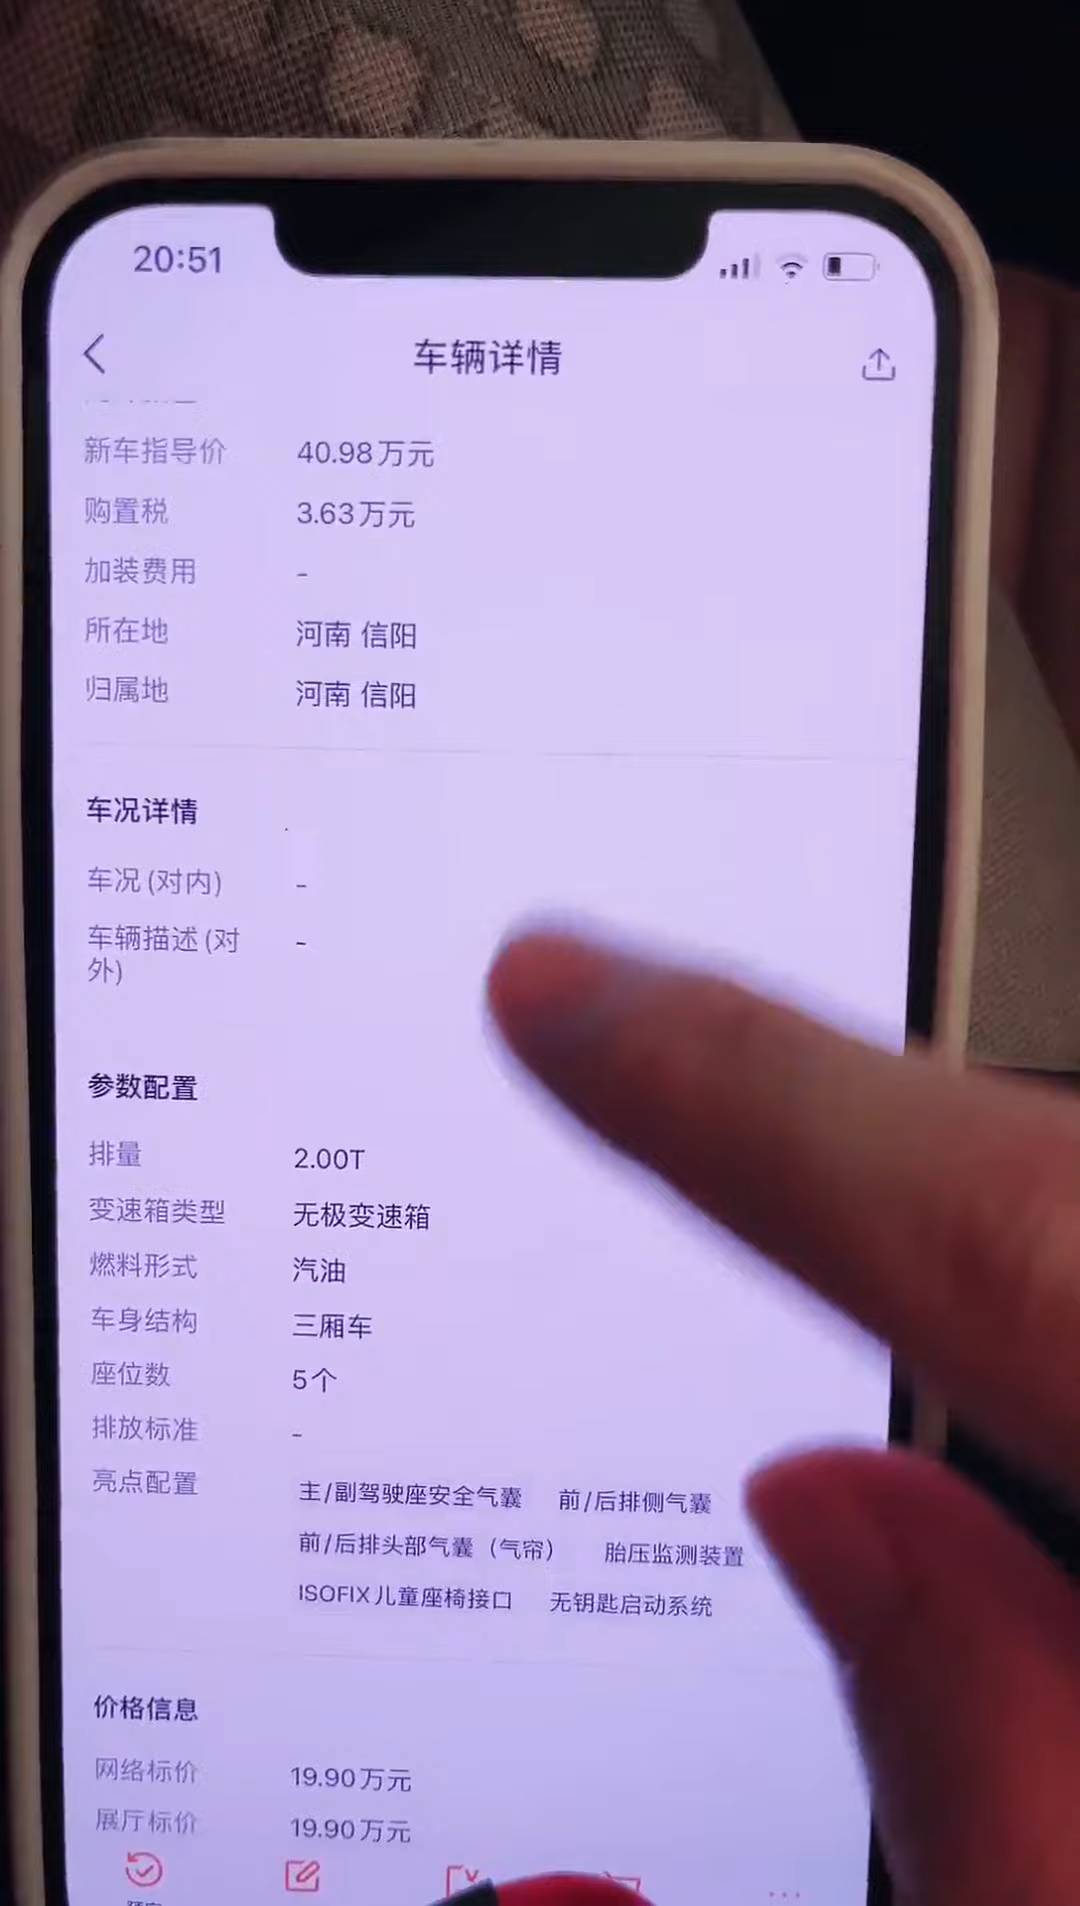 20:51
车辆详情
新车指导价 40.98万元
购置税 3.63万元
加装费用 -
所在地 河南 信阳
归属地 河南 信阳
车况详情
车况(对内) -
车辆描述(对 -
外)
参数配置
排量 2.00T
变速箱类型 无极变速箱
燃料形式 汽油
车身结构 三厢车
座位数 5个
排放标准 -
亮点配置 主/副驾驶座安全气囊 前/后排侧气囊
前/后排头部气囊（气帘） 胎压监测装置
ISOFIX儿童座椅接口 无钥匙启动系统
价格信息
网络标价 19.90万元
展厅标价 19.90万元